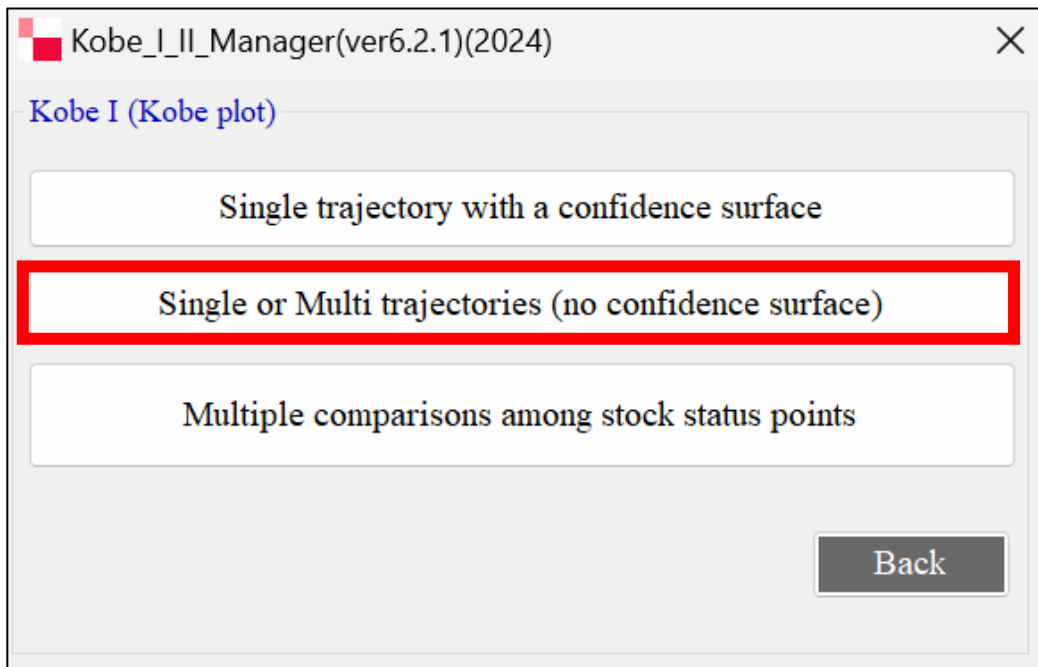 Kobe_I_II_Manager(ver6.2.1)(2024)
Kobe I (Kobe plot)
Single trajectory with a confidence surface
Single or Multi trajectories (no confidence surface)
Multiple comparisons among stock status points
Back